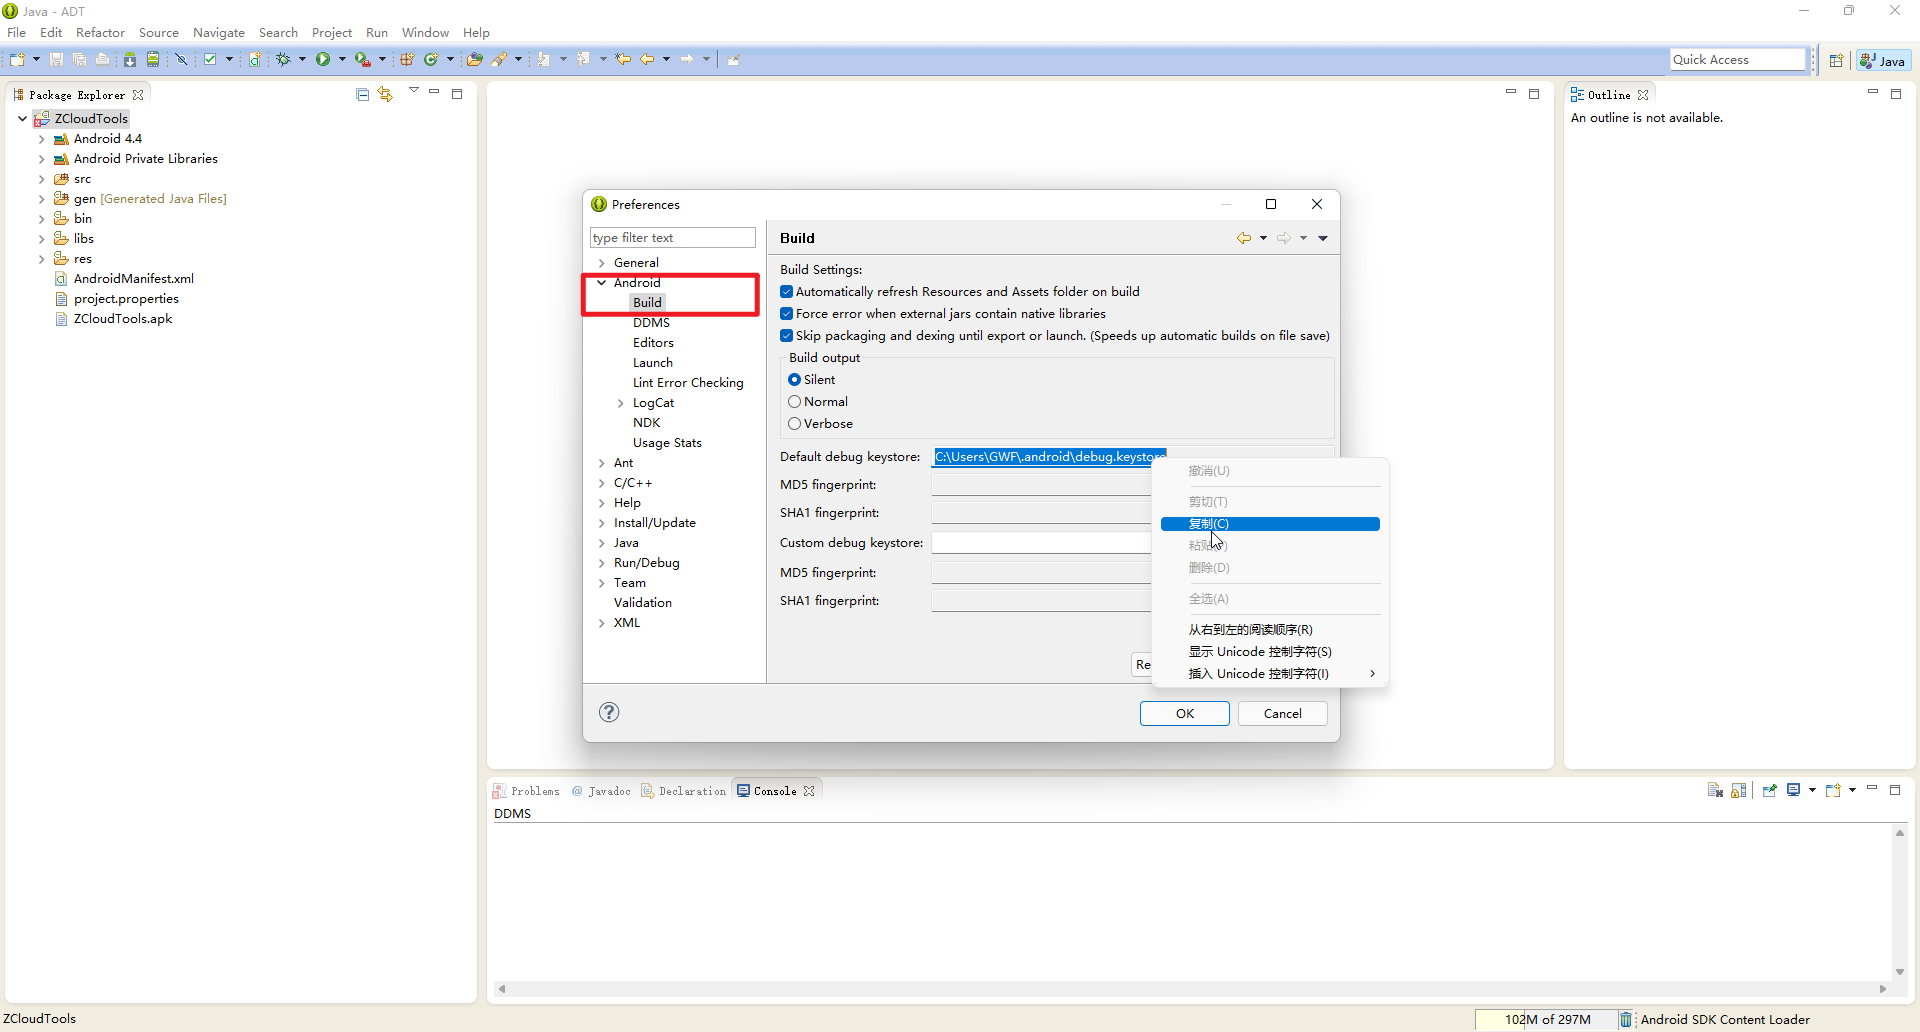 Java - ADT
File Edit Refactor Source Navigate Search Project Run Window Help
Quick Access
Java
Package Explorer
ZCloudTools
Android 4.4
Android Private Libraries
src
gen [Generated Java Files]
bin
libs
res
AndroidManifest.xml
project.properties
ZCloudTools.apk
Outline
An outline is not available.
Preferences
type filter text
General
Android
Build
DDMS
Editors
Launch
Lint Error Checking
LogCat
NDK
Usage Stats
Ant
C/C++
Help
Install/Update
Java
Run/Debug
Team
Validation
XML
Build
Build Settings:
Automatically refresh Resources and Assets folder on build
Force error when external jars contain native libraries
Skip packaging and dexing until export or launch. (Speeds up automatic builds on file save)
Build output
Silent
Normal
Verbose
Default debug keystore: C:\Users\GWF\.android\debug.keystore
MD5 fingerprint:
SHA1 fingerprint:
Custom debug keystore:
MD5 fingerprint:
SHA1 fingerprint:
Re
撤消(U)
剪切(T)
复制(C)
删除(D)
全选(A)
从右到左的阅读顺序(R)
显示 Unicode 控制字符(S)
插入 Unicode 控制字符(I)
OK
Cancel
Problems @ Javadoc Declaration Console
DDMS
ZCloudTools
102M of 297M
Android SDK Content Loader